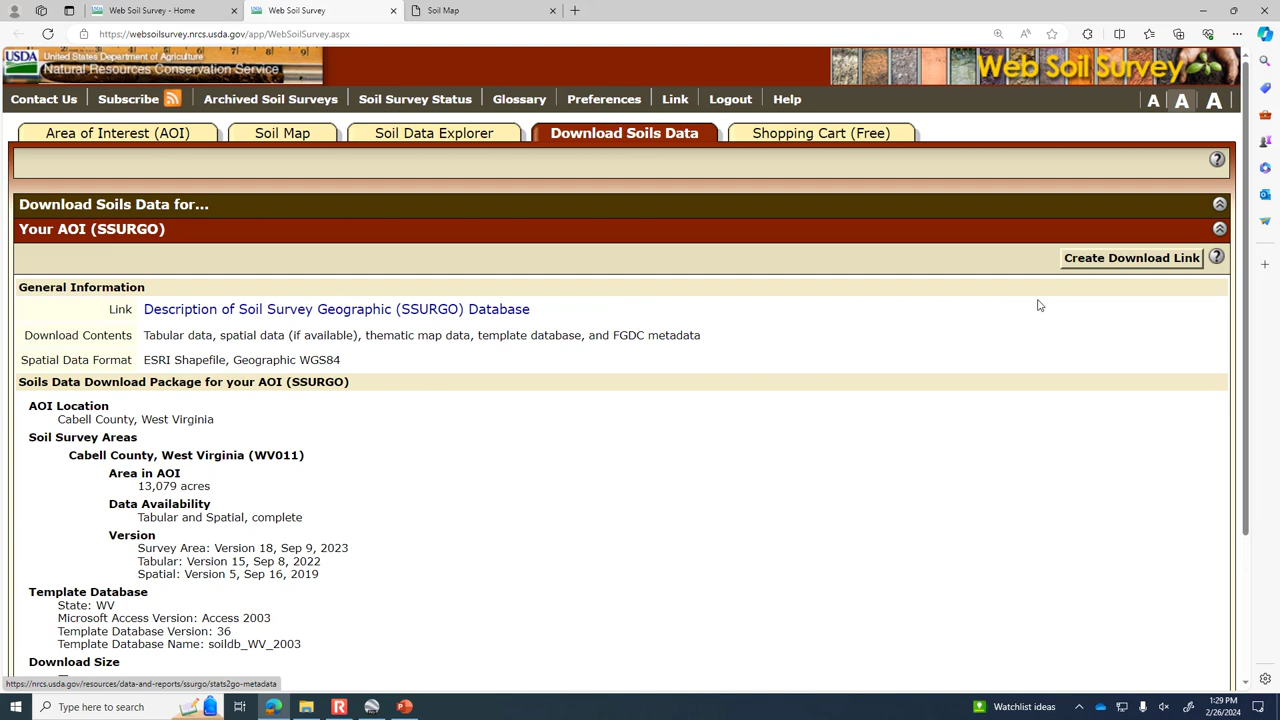 Web Soil Survey - Home
Web Soil Survey
Soil Map
https://websoilsurvey.nrcs.usda.gov/app/WebSoilSurvey.aspx
USDA
United States Department of Agriculture
Natural Resources Conservation Service
Web Soil Survey
Contact Us
Subscribe
Archived Soil Surveys
Soil Survey Status
Glossary
Preferences
Link
Logout
Help
A A A
Area of Interest (AOI)
Soil Map
Soil Data Explorer
Download Soils Data
Shopping Cart (Free)
Download Soils Data for...
Your AOI (SSURGO)
Create Download Link
General Information
Link Description of Soil Survey Geographic (SSURGO) Database
Download Contents Tabular data, spatial data (if available), thematic map data, template database, and FGDC metadata
Spatial Data Format ESRI Shapefile, Geographic WGS84
Soils Data Download Package for your AOI (SSURGO)
AOI Location
Cabell County, West Virginia
Soil Survey Areas
Cabell County, West Virginia (WV011)
Area in AOI
13,079 acres
Data Availability
Tabular and Spatial, complete
Version
Survey Area: Version 18, Sep 9, 2023
Tabular: Version 15, Sep 8, 2022
Spatial: Version 5, Sep 16, 2019
Template Database
State: WV
Microsoft Access Version: Access 2003
Template Database Version: 36
Template Database Name: soildb_WV_2003
Download Size
https://nrcs.usda.gov/resources/data-and-reports/ssurgo/stats2go-metadata
Type here to search
Watchlist ideas
1:29 PM
2/26/2024